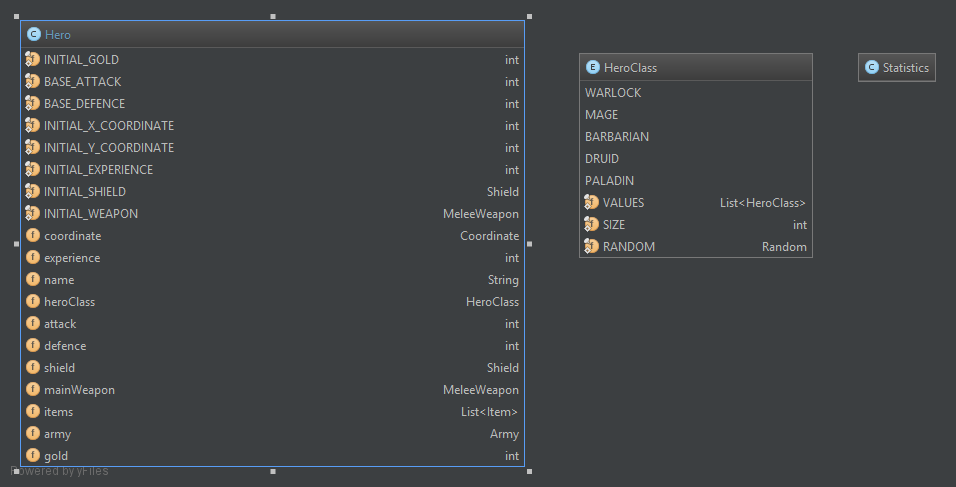 Hero
INITIAL_GOLD int
BASE_ATTACK int
BASE_DEFENCE int
INITIAL_X_COORDINATE int
INITIAL_Y_COORDINATE int
INITIAL_EXPERIENCE int
INITIAL_SHIELD Shield
INITIAL_WEAPON MeleeWeapon
coordinate Coordinate
experience int
name String
heroClass HeroClass
attack int
defence int
shield Shield
mainWeapon MeleeWeapon
items List<Item>
army Army
gold int
Powered by yFiles
HeroClass
WARLOCK
MAGE
BARBARIAN
DRUID
PALADIN
VALUES List<HeroClass>
SIZE int
RANDOM Random
Statistics